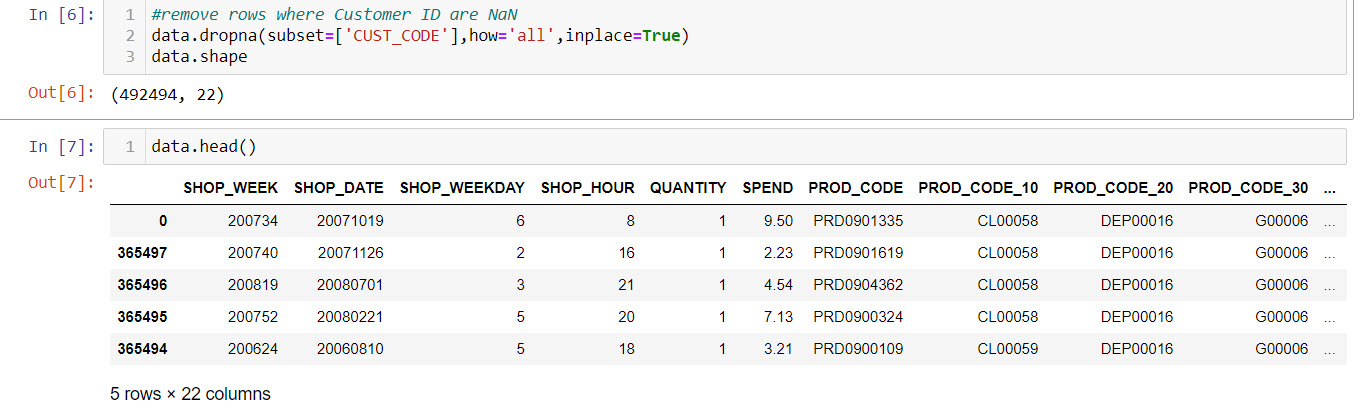 In [6]: 1 #remove rows where Customer ID are NaN
2 data.dropna(subset=['CUST_CODE'],how='all',inplace=True)
3 data.shape
Out[6]: (492494, 22)
In [7]: 1 data.head()
Out[7]:
SHOP_WEEK SHOP_DATE SHOP_WEEKDAY SHOP_HOUR QUANTITY SPEND PROD_CODE PROD_CODE_10 PROD_CODE_20 PROD_CODE_30 ...
0 200734 20071019 6 8 1 9.50 PRD0901335 CL00058 DEP00016 G00006 ...
365497 200740 20071126 2 16 1 2.23 PRD0901619 CL00058 DEP00016 G00006 ...
365496 200819 20080701 3 21 1 4.54 PRD0904362 CL00058 DEP00016 G00006 ...
365495 200752 20080221 5 20 1 7.13 PRD0900324 CL00058 DEP00016 G00006 ...
365494 200624 20060810 5 18 1 3.21 PRD0900109 CL00059 DEP00016 G00006 ...
5 rows × 22 columns